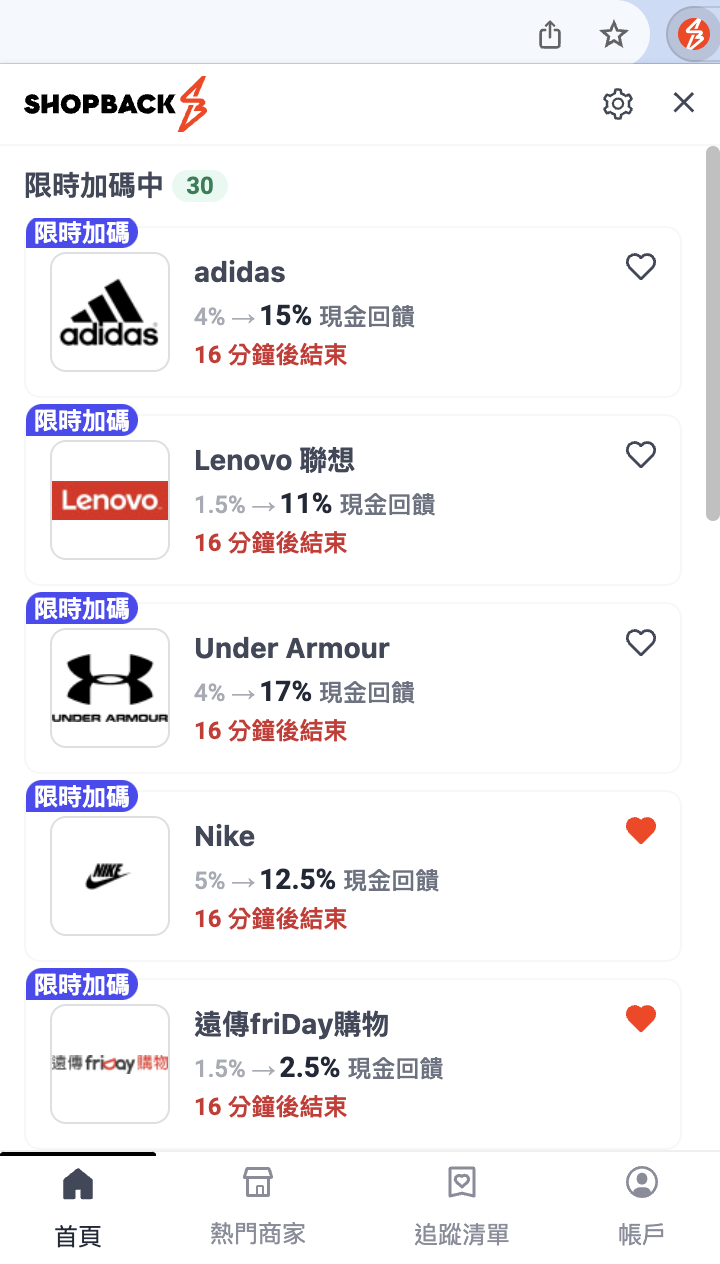 SHOPBACK
限時加碼中 30
限時加碼
adidas
adidas
4% → 15% 現金回饋
16 分鐘後結束
限時加碼
Lenovo
Lenovo 聯想
1.5% → 11% 現金回饋
16 分鐘後結束
限時加碼
UNDER ARMOUR
Under Armour
4% → 17% 現金回饋
16 分鐘後結束
限時加碼
NIKE
Nike
5% → 12.5% 現金回饋
16 分鐘後結束
限時加碼
遠傳friDay購物
遠傳friDay購物
1.5% → 2.5% 現金回饋
16 分鐘後結束
首頁
熱門商家
追蹤清單
帳戶